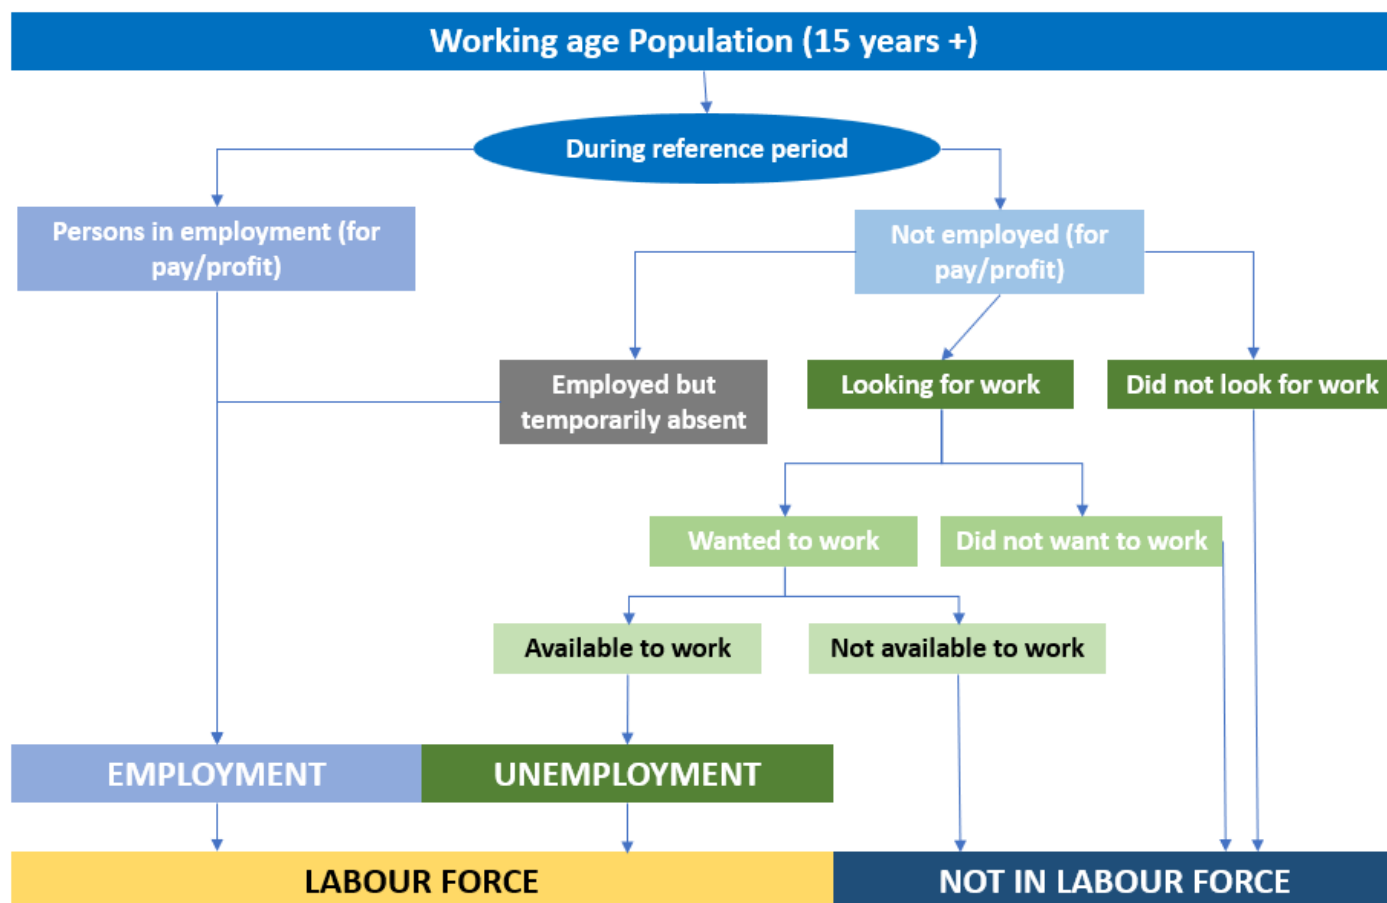 Working age Population (15 years +)
During reference period
Persons in employment (for
pay/profit)
Not employed (for
pay/profit)
Employed but
temporarily absent
Looking for work
Did not look for work
Wanted to work
Did not want to work
Available to work
Not available to work
EMPLOYMENT
UNEMPLOYMENT
LABOUR FORCE
NOT IN LABOUR FORCE